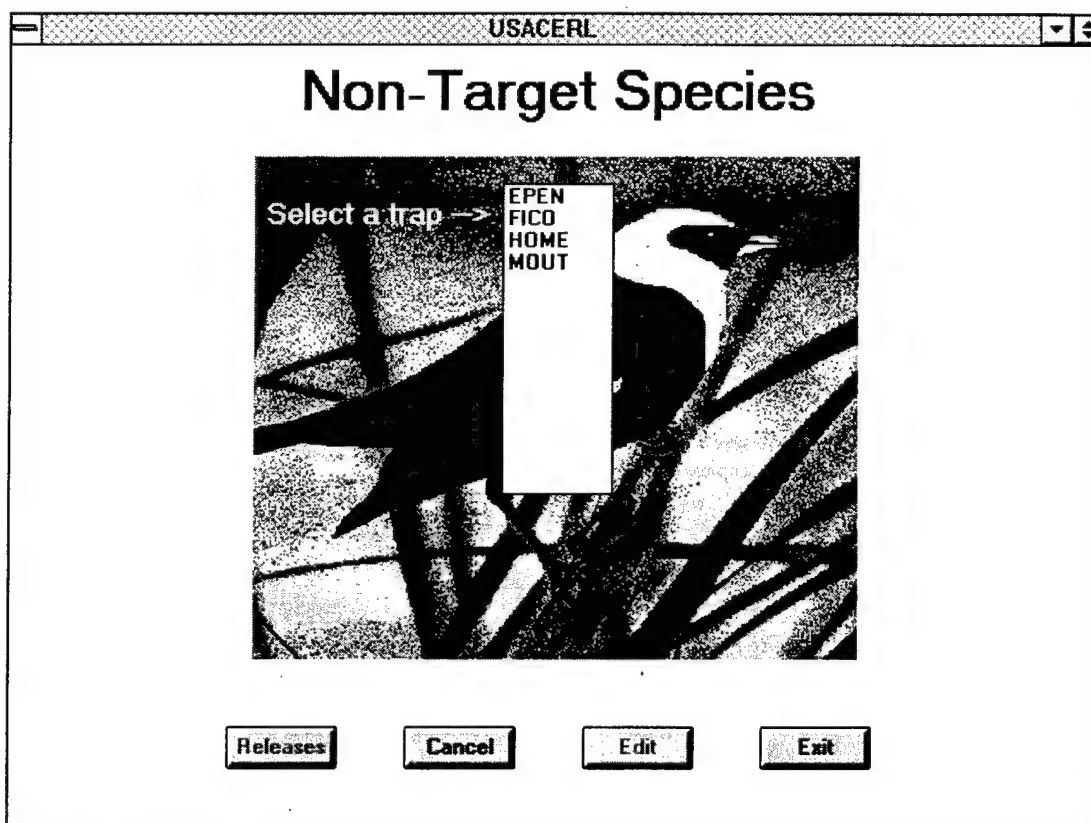 USACERL
Non-Target Species
Select a trap -->
EPEN
FICO
HOME
MOUT
Releases
Cancel
Edit
Exit